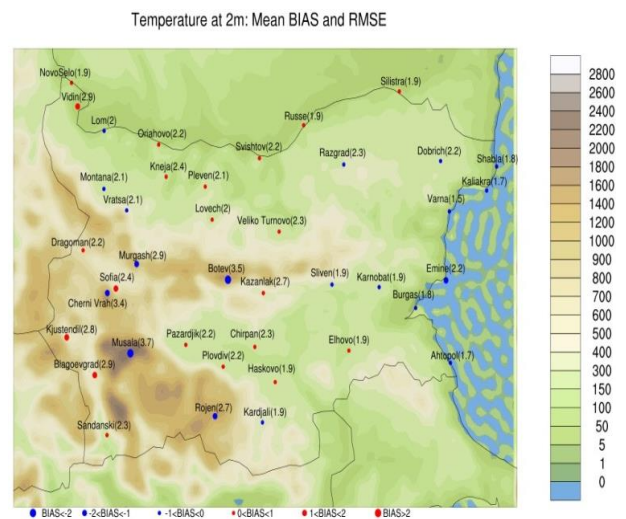 Temperature at 2m: Mean BIAS and RMSE
NovoSelo(1.9)
Silistra(1.9)
Vidin(2.9)
Lom(2)
Russe(1.9)
Oriahovo(2.2)
Svishtov(2.2)
Razgrad(2.3)
Dobrich(2.2)
Shabla(1.8)
Kneja(2.4)
Pleven(2.1)
Montana(2.1)
Kaliakra(1.7)
Vratsa(2.1)
Varna(1.5)
Lovech(2)
Veliko Turnovo(2.3)
Dragoman(2.2)
Murgash(2.9)
Botev(3.5)
Sofia(2.4)
Kazanlak(2.7)
Sliven(1.9)
Karnobat(1.9)
Emine(2.2)
Cherni Vrah(3.4)
Burgas(1.8)
Kjustendil(2.8)
Musala(3.7)
Pazardjik(2.2)
Chirpan(2.3)
Elhovo(1.9)
Plovdiv(2.2)
Ahtopol(1.7)
Blagoevgrad(2.9)
Haskovo(1.9)
Rojen(2.7)
Kardjali(1.9)
Sandanski(2.3)
BIAS<-2 -2<BIAS<-1 -1<BIAS<0 0<BIAS<1 1<BIAS<2 BIAS>2
2800
2600
2400
2200
2000
1800
1600
1400
1200
1000
900
800
700
600
500
400
300
150
100
50
5
1
0